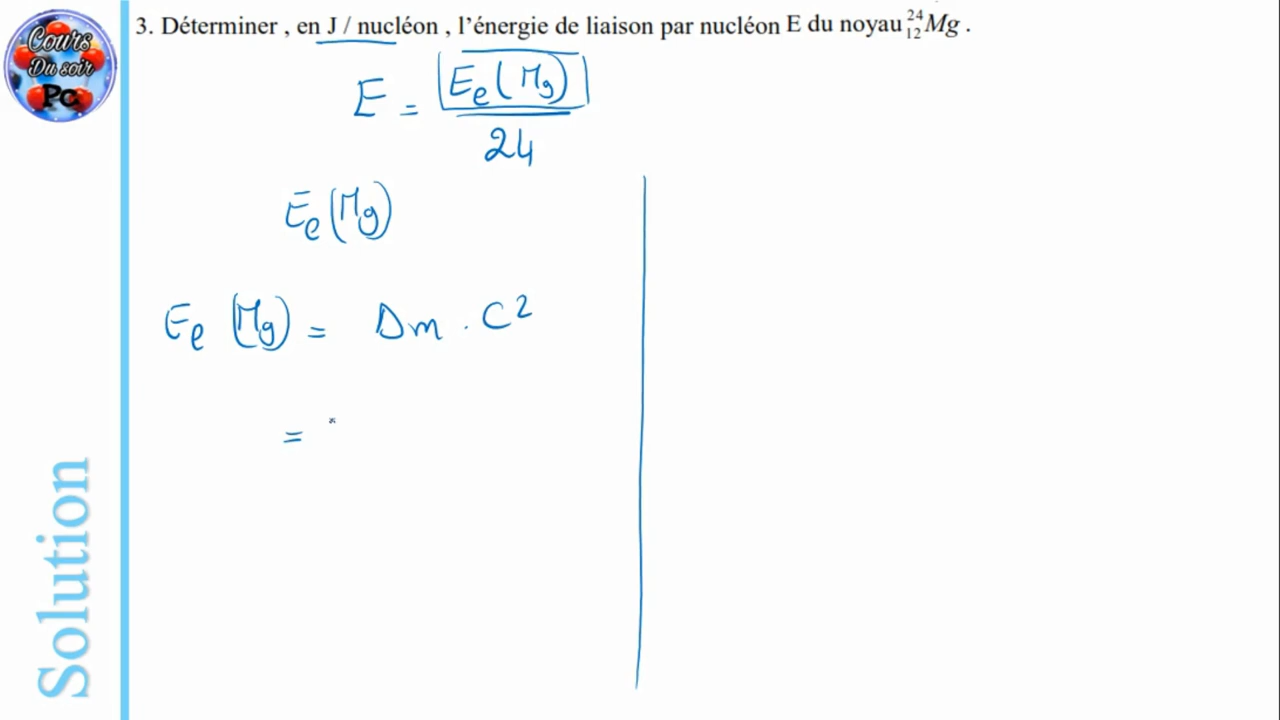 Cours
Du soir
PC
3. Déterminer , en J / nucléon , l’énergie de liaison par nucléon E du noyau ²⁴₁₂Mg .
E = Eℓ(Mg) / 24
Eℓ(Mg)
Eℓ (Mg) = Δm . C²
=
Solution